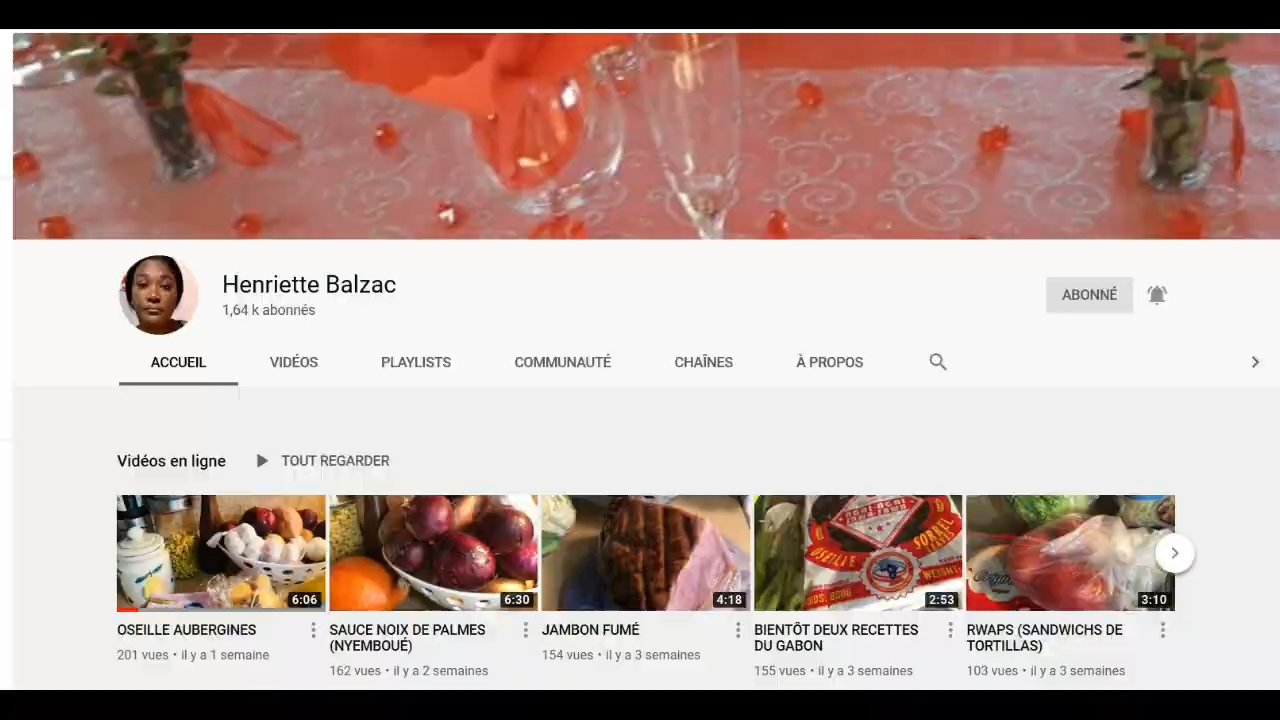 Henriette Balzac
1,64 k abonnés
ABONNÉ
ACCUEIL
VIDÉOS
PLAYLISTS
COMMUNAUTÉ
CHAÎNES
À PROPOS
Vidéos en ligne
TOUT REGARDER
6:06
6:30
4:18
OSEILLE
SORREL
WEIGHT
2:53
3:10
OSEILLE AUBERGINES
201 vues • il y a 1 semaine
SAUCE NOIX DE PALMES
(NYEMBOUÉ)
162 vues • il y a 2 semaines
JAMBON FUMÉ
154 vues • il y a 3 semaines
BIENTÔT DEUX RECETTES
DU GABON
155 vues • il y a 3 semaines
RWAPS (SANDWICHS DE
TORTILLAS)
103 vues • il y a 3 semaines